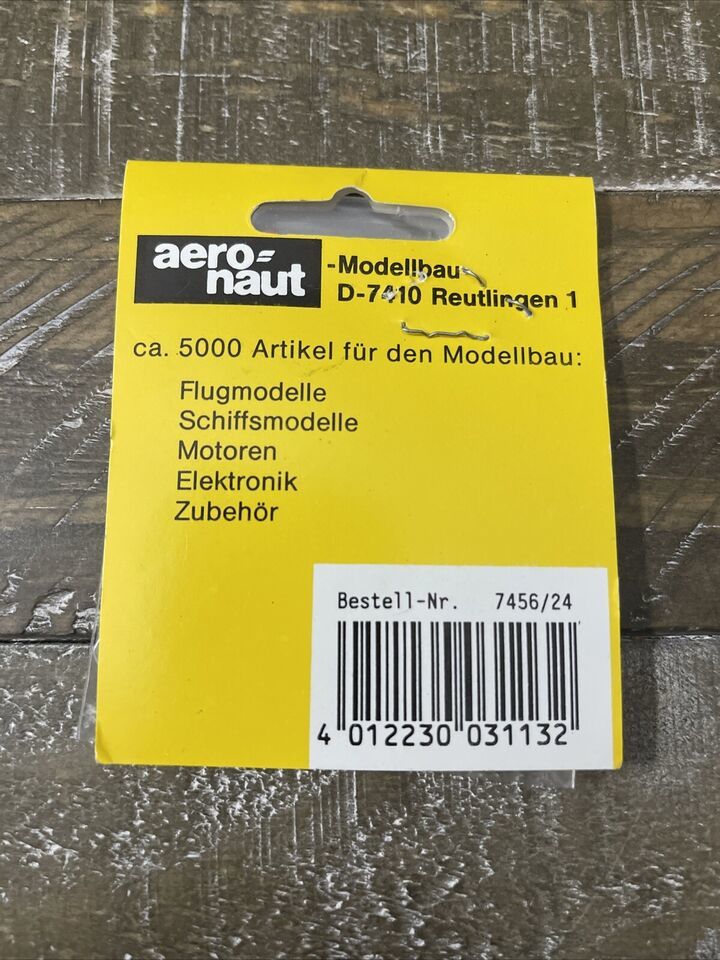 aero=
naut
-Modellbau
D-7410 Reutlingen 1
ca. 5000 Artikel für den Modellbau:
Flugmodelle
Schiffsmodelle
Motoren
Elektronik
Zubehör
Bestell-Nr. 7456/24
4 012230 031132